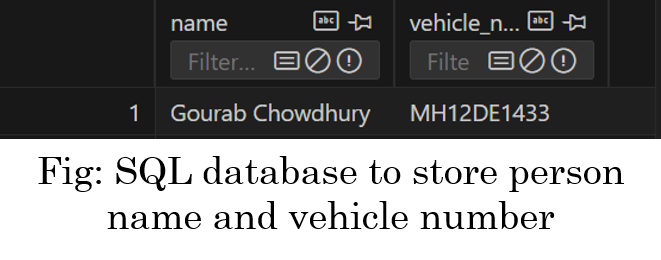 name abc vehicle_n... abc
Filter... Filte
1 Gourab Chowdhury MH12DE1433
Fig: SQL database to store person
name and vehicle number